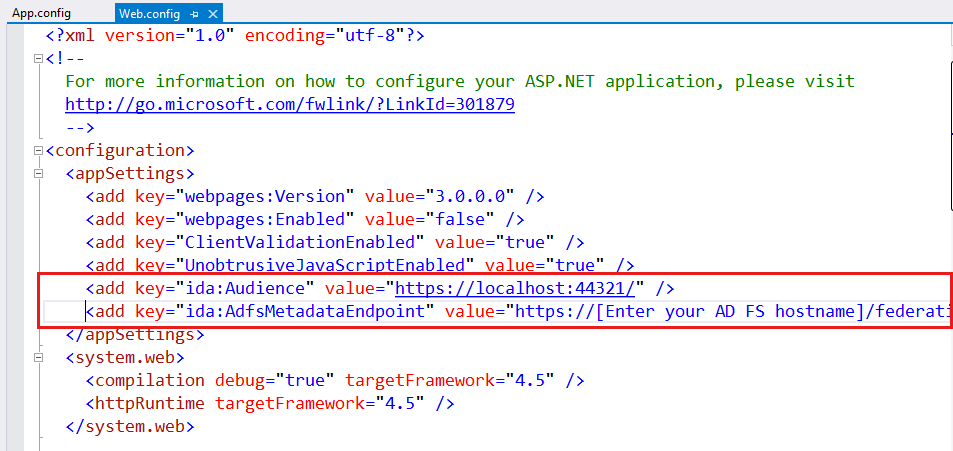 App.config
Web.config
<?xml version="1.0" encoding="utf-8"?>
<!--
For more information on how to configure your ASP.NET application, please visit
http://go.microsoft.com/fwlink/?LinkId=301879
-->
<configuration>
<appSettings>
<add key="webpages:Version" value="3.0.0.0" />
<add key="webpages:Enabled" value="false" />
<add key="ClientValidationEnabled" value="true" />
<add key="UnobtrusiveJavaScriptEnabled" value="true" />
<add key="ida:Audience" value="https://localhost:44321/" />
<add key="ida:AdfsMetadataEndpoint" value="https://[Enter your AD FS hostname]/federati
</appSettings>
<system.web>
<compilation debug="true" targetFramework="4.5" />
<httpRuntime targetFramework="4.5" />
</system.web>